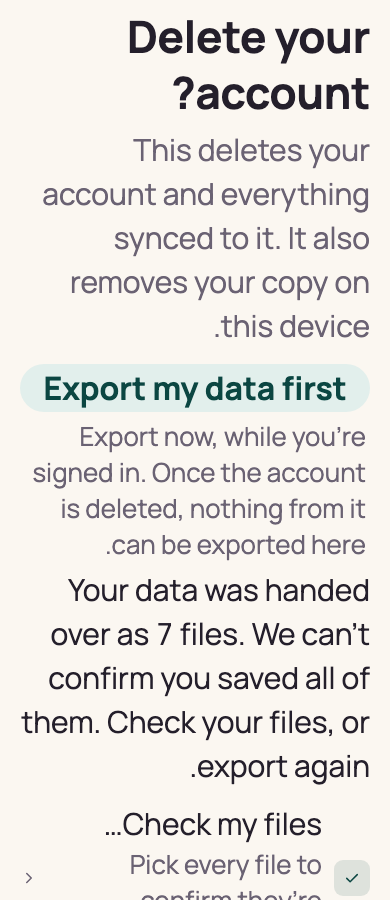 Delete your
account?
This deletes your
account and everything
synced to it. It also
removes your copy on
this device.
Export my data first
Export now, while you're
signed in. Once the account
is deleted, nothing from it
can be exported here.
Your data was handed
over as 7 files. We can't
confirm you saved all of
them. Check your files, or
export again.
Check my files…
Pick every file to
confirm they're